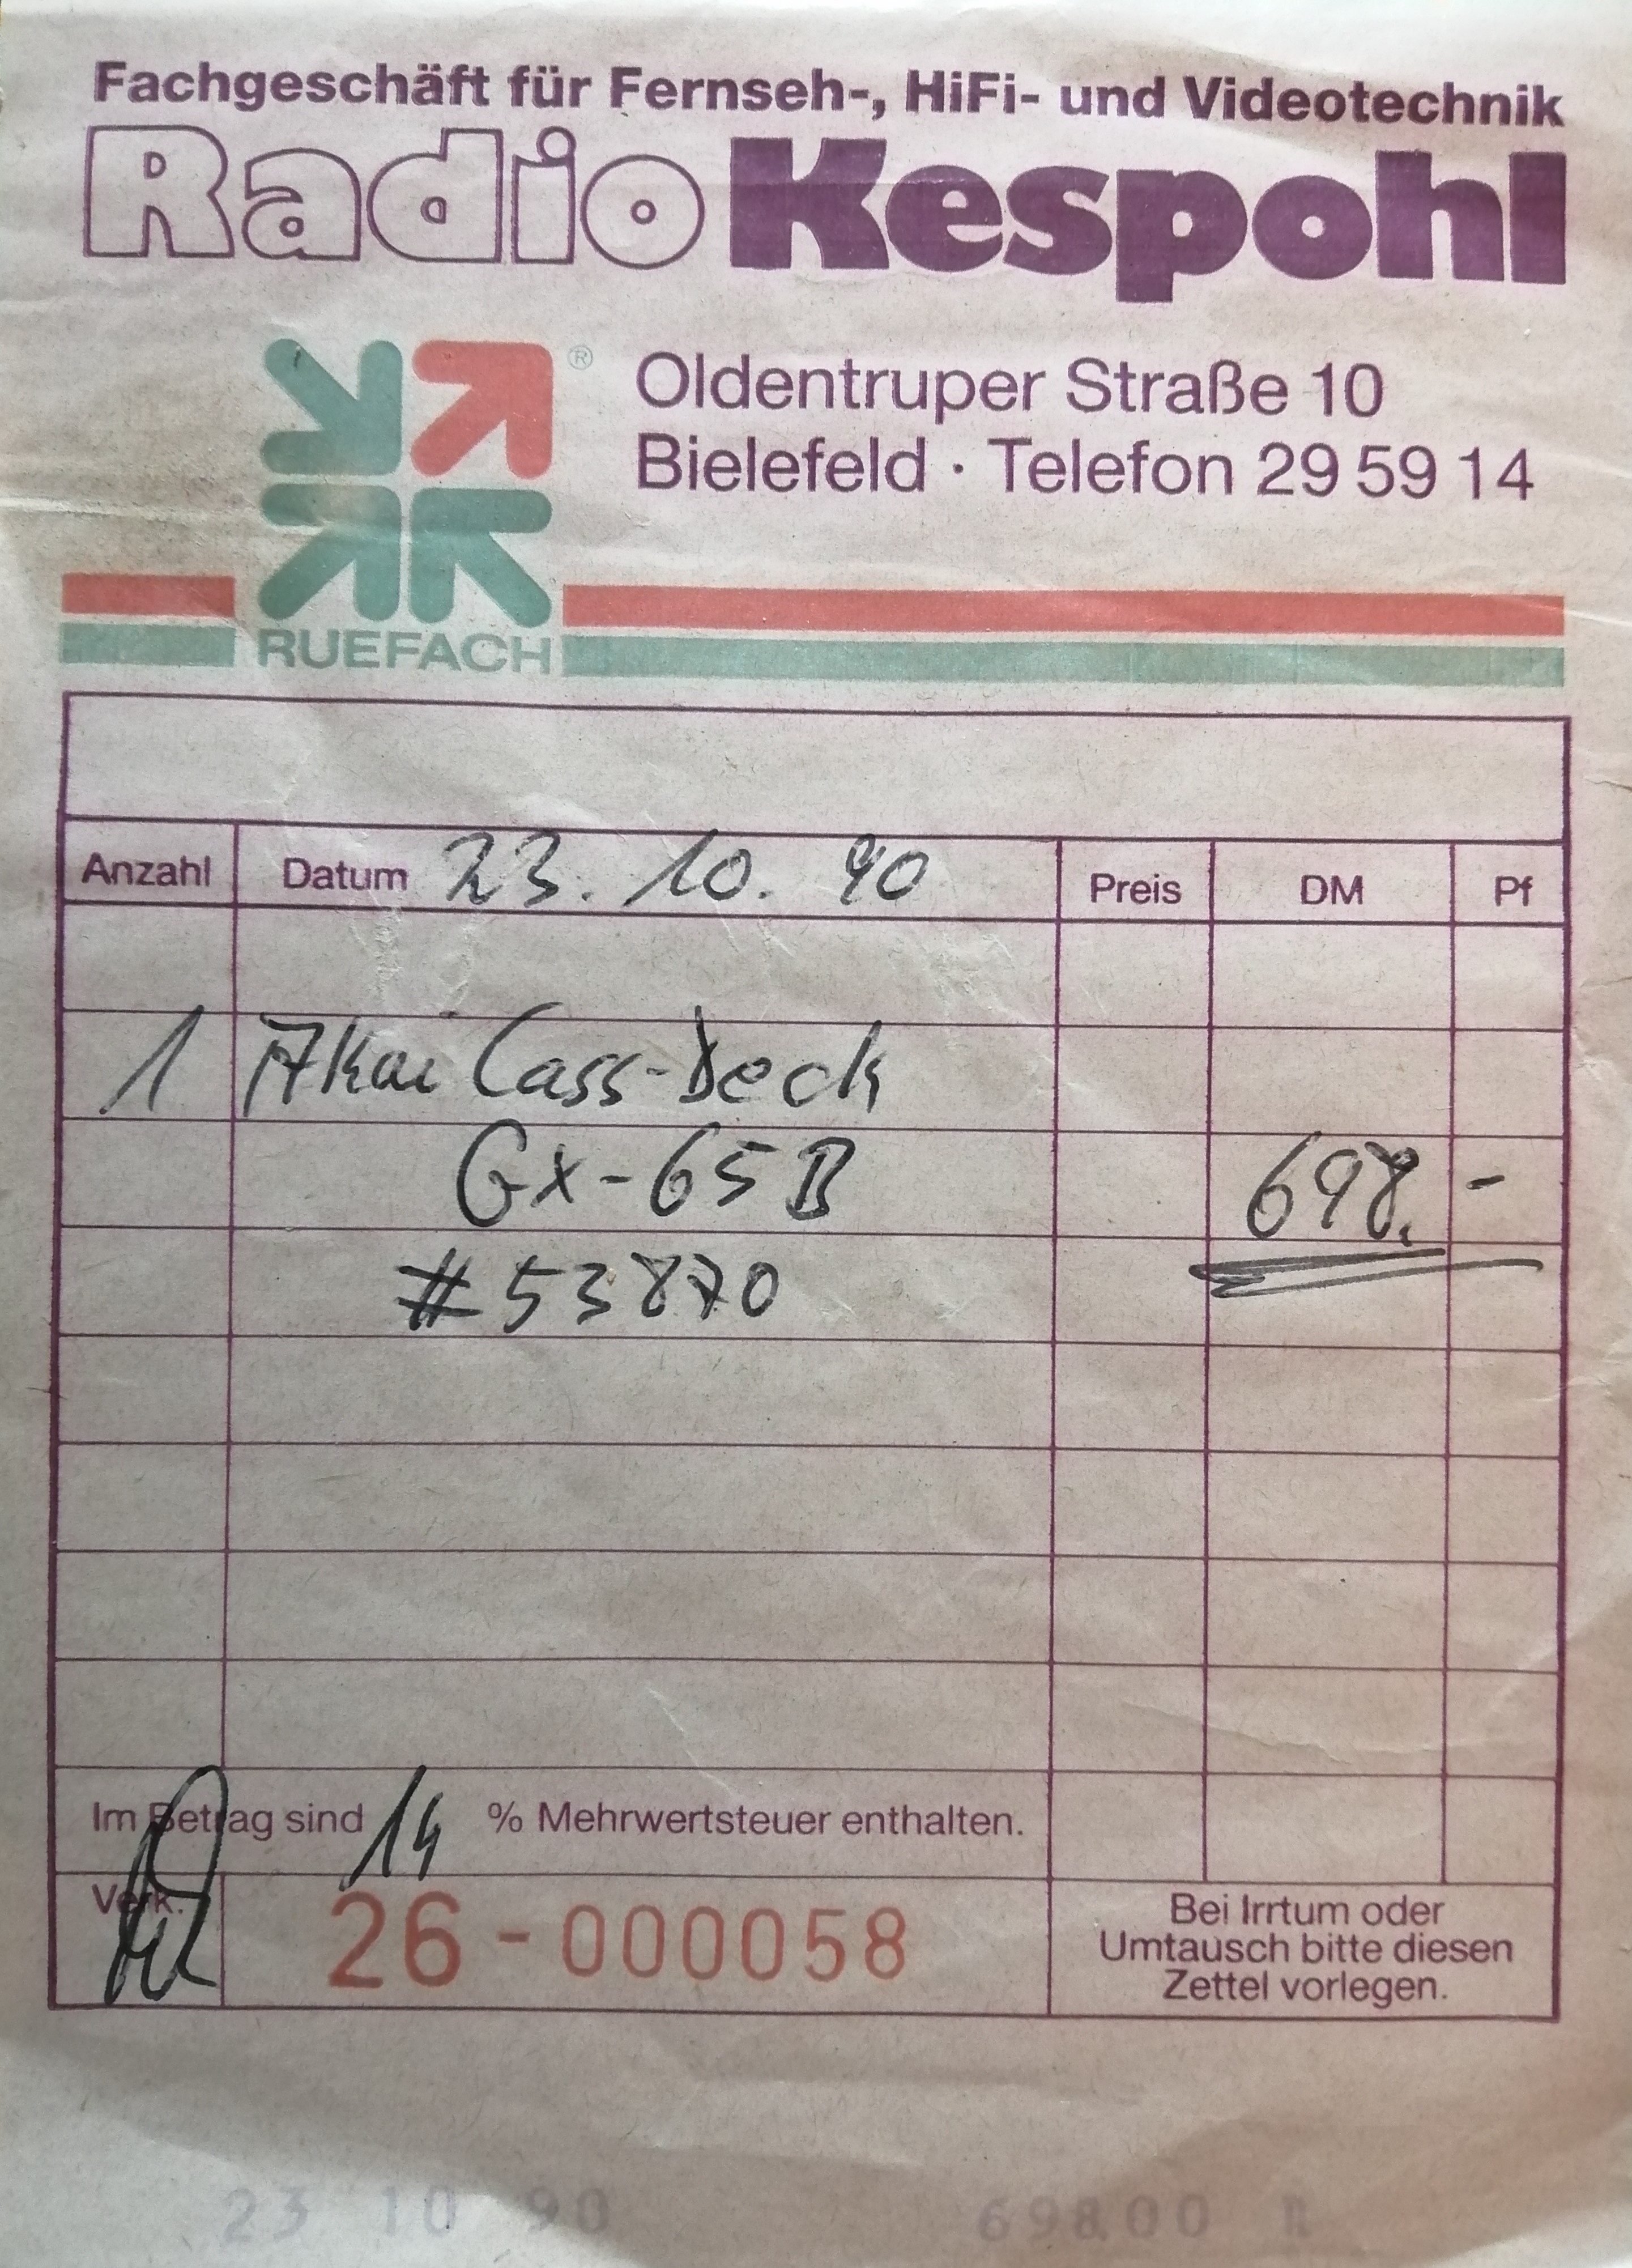 Fachgeschäft für Fernseh-, HiFi- und Videotechnik
Radio Kespohl
®
Oldentruper Straße 10
Bielefeld · Telefon 29 59 14
RUEFACH
Anzahl Datum 23. 10. 90 Preis DM Pf
1 Akai Cass-Deck
GX-65 B 698. -
# 53870
Im Betrag sind 14 % Mehrwertsteuer enthalten.
Verk. 26-000058
Bei Irrtum oder
Umtausch bitte diesen
Zettel vorlegen.
23 10 90 698.00